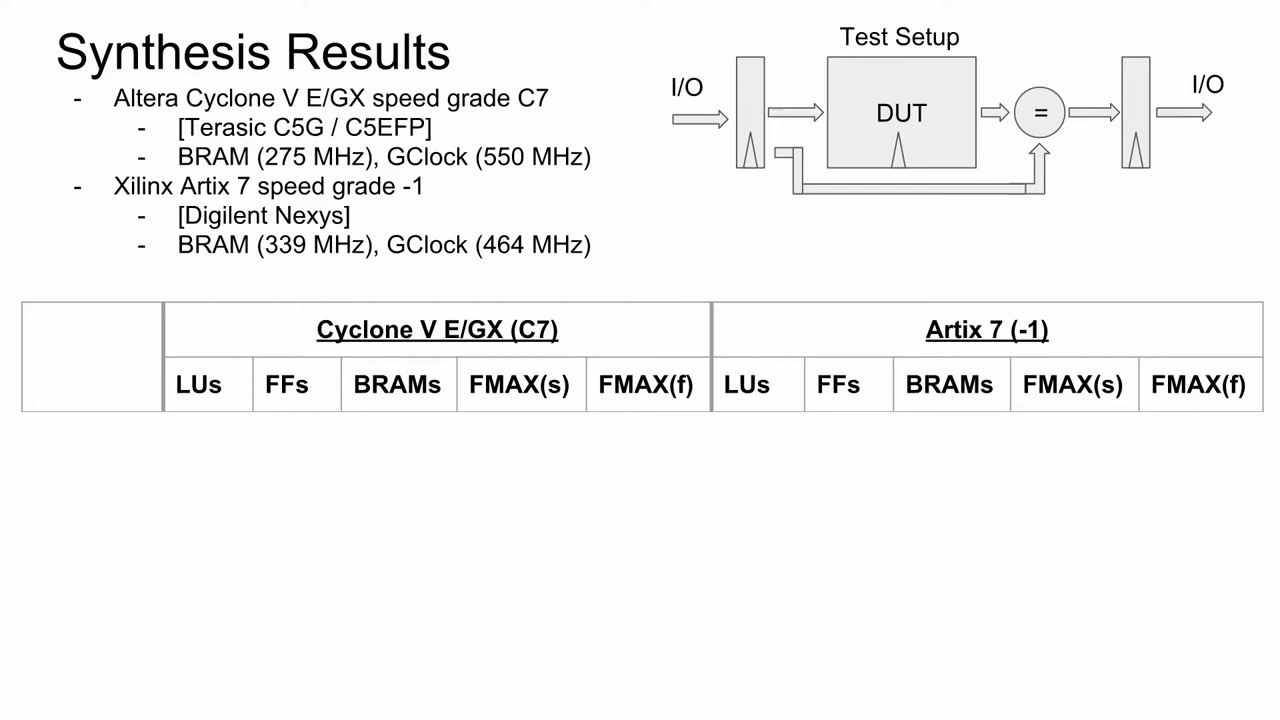 Synthesis Results
- Altera Cyclone V E/GX speed grade C7
- [Terasic C5G / C5EFP]
- BRAM (275 MHz), GClock (550 MHz)
- Xilinx Artix 7 speed grade -1
- [Digilent Nexys]
- BRAM (339 MHz), GClock (464 MHz)
Test Setup
I/O
DUT
=
I/O
Cyclone V E/GX (C7) Artix 7 (-1)
LUs FFs BRAMs FMAX(s) FMAX(f) LUs FFs BRAMs FMAX(s) FMAX(f)